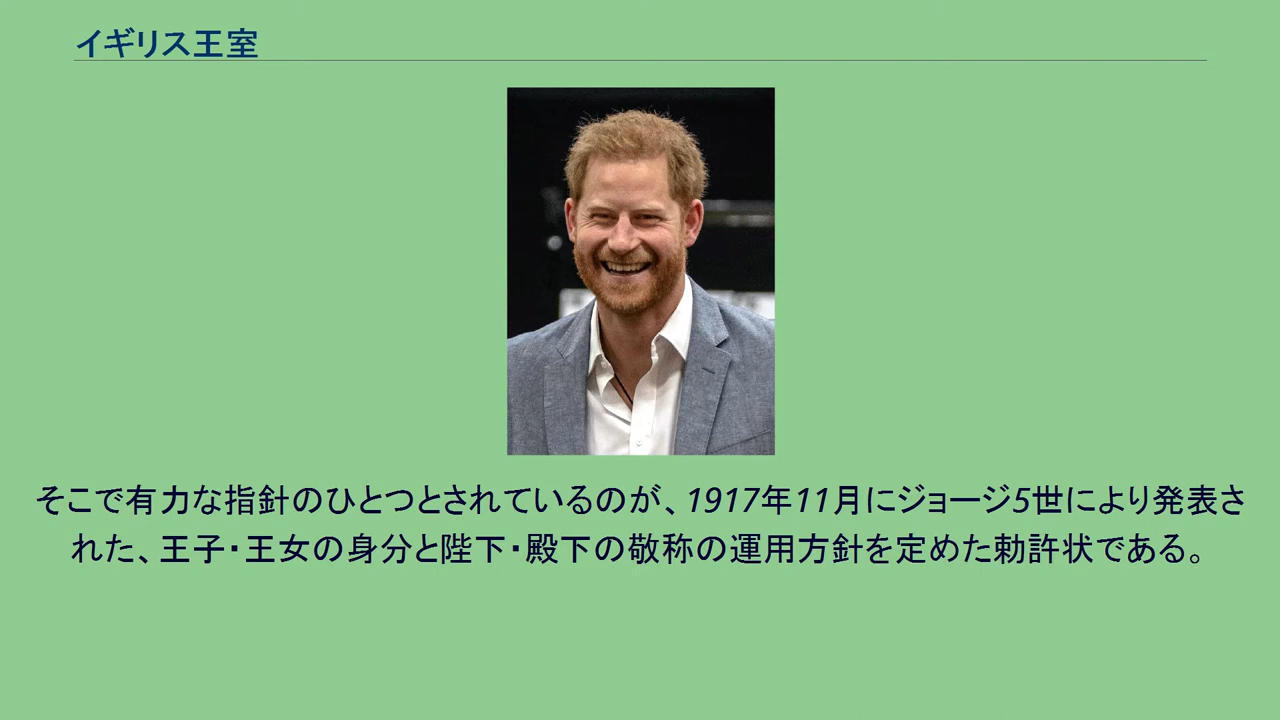 イギリス王室
そこで有力な指針のひとつとされているのが、1917年11月にジョージ5世により発表さ
れた、王子・王女の身分と陛下・殿下の敬称の運用方針を定めた勅許状である。